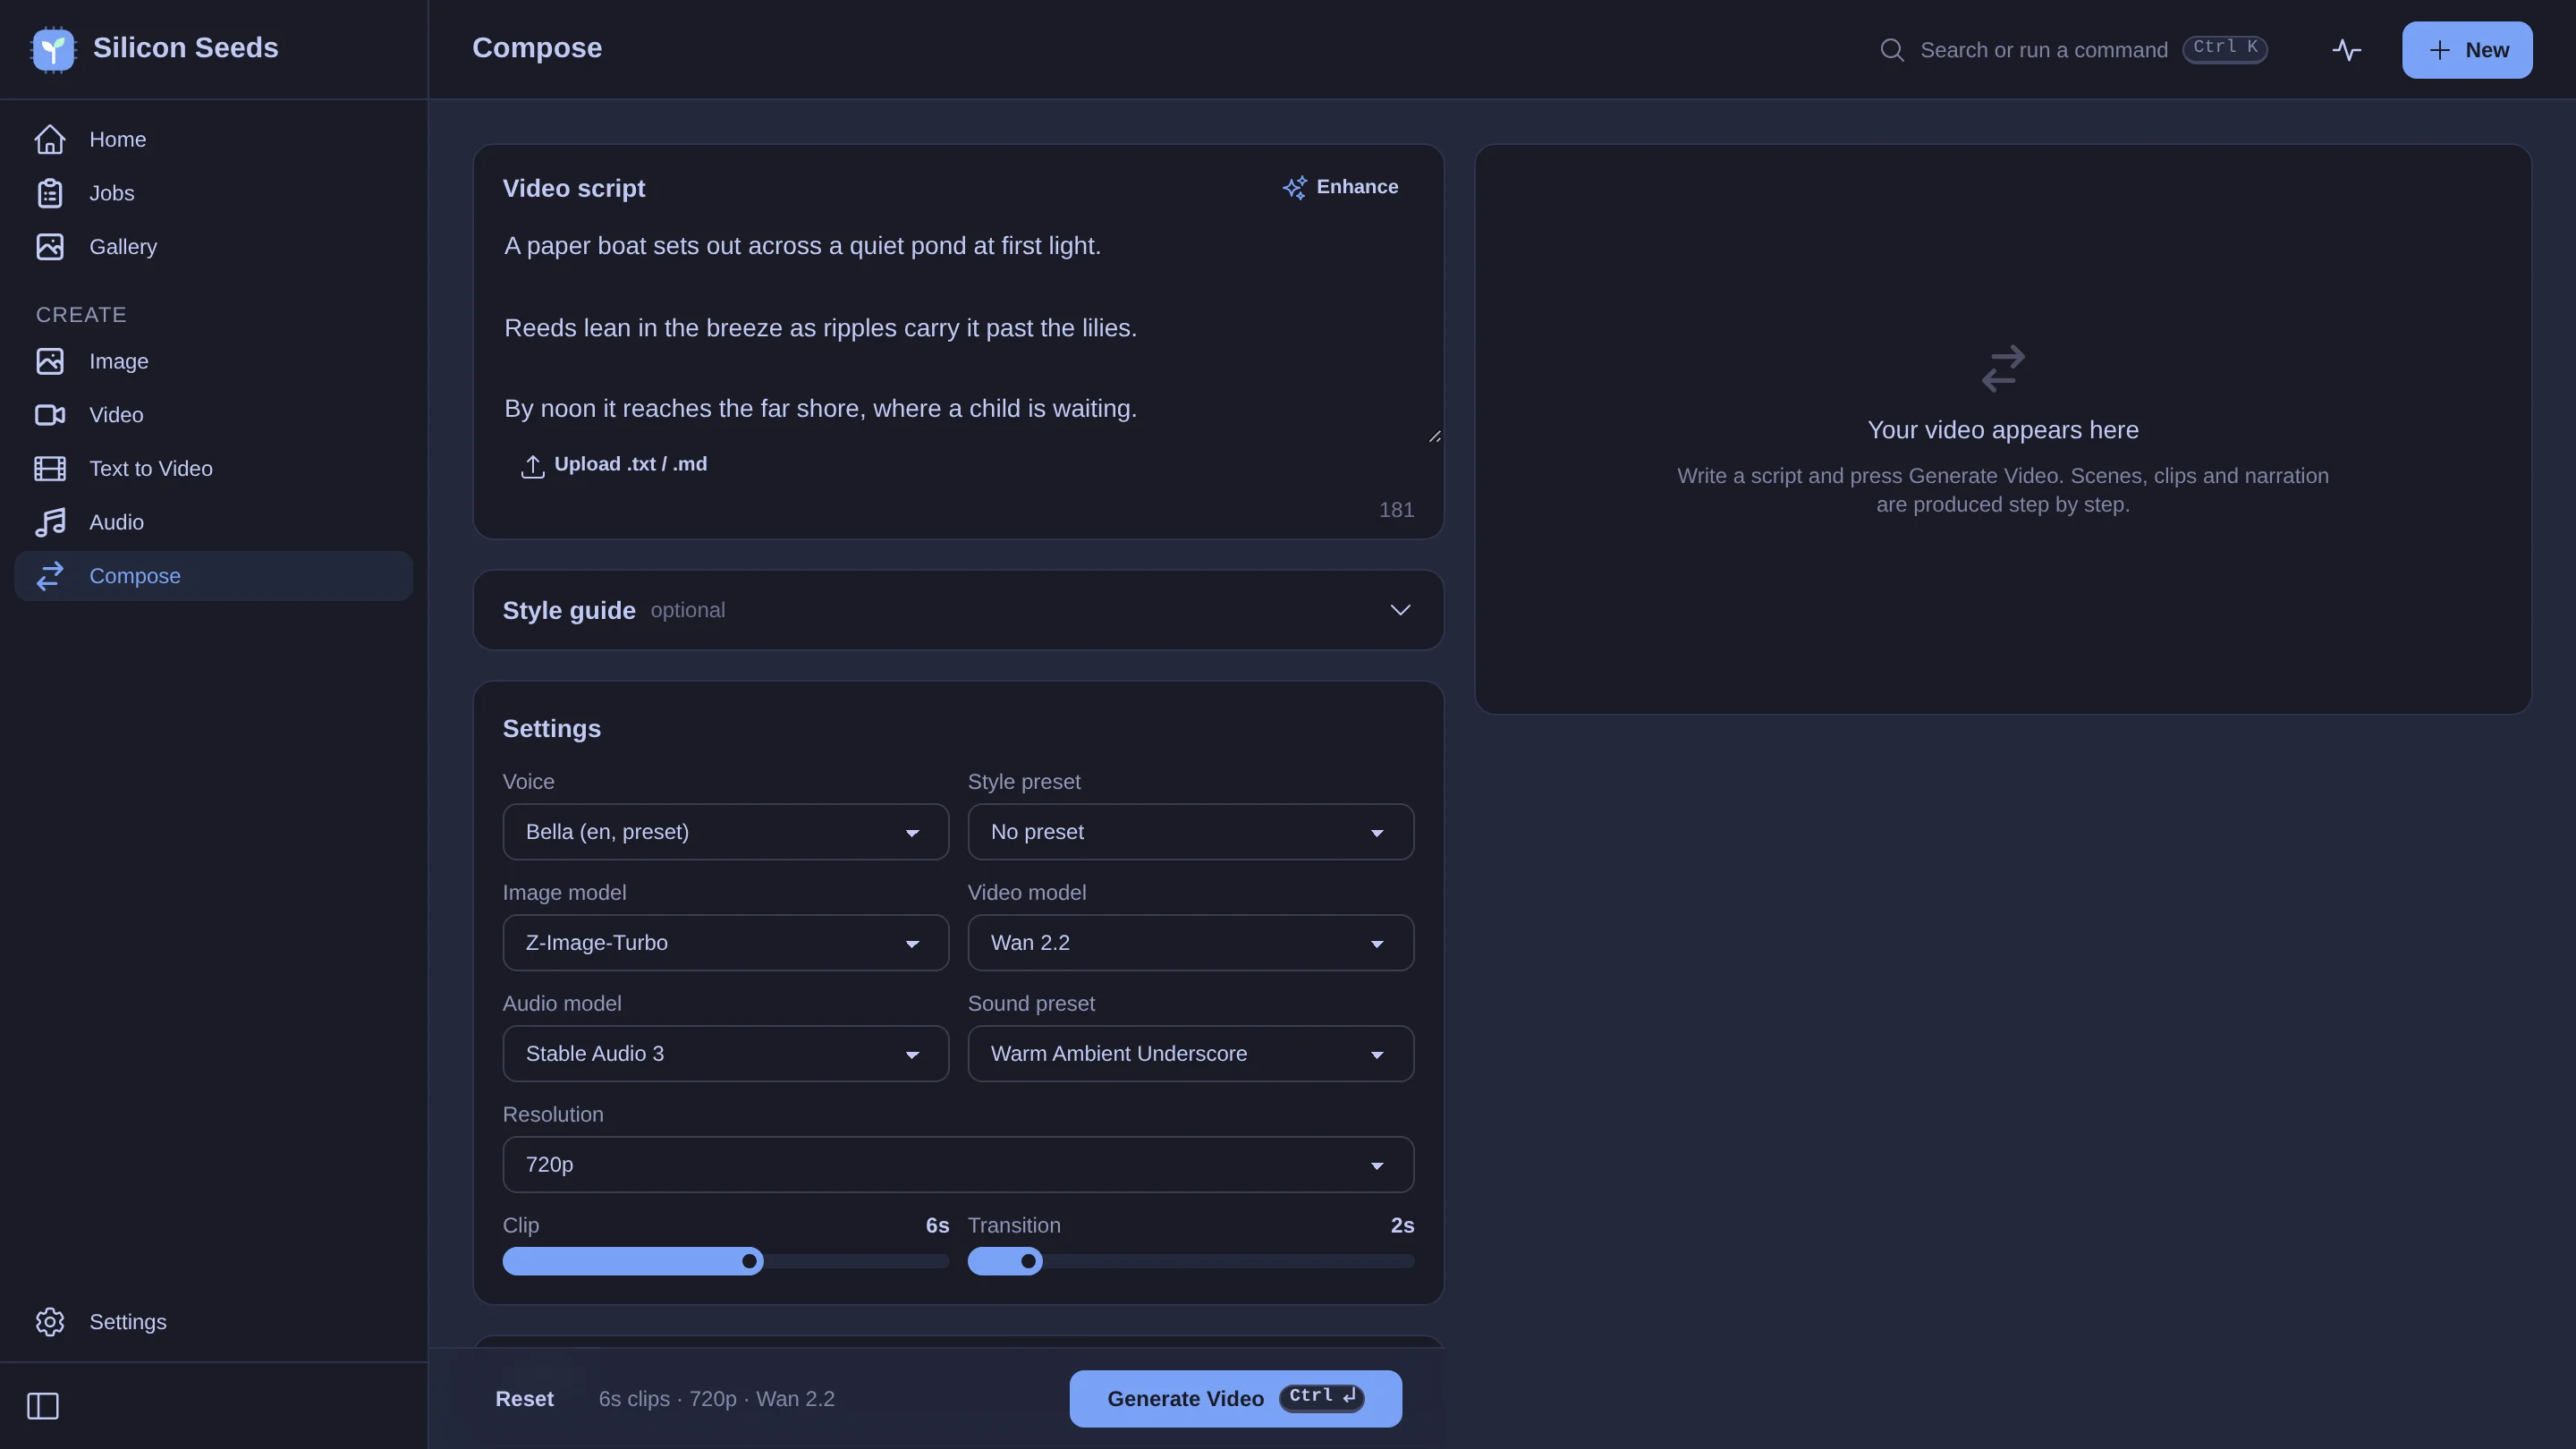 Silicon Seeds
Home
Jobs
Gallery
CREATE
Image
Video
Text to Video
Audio
Compose
Settings
Compose
Search or run a command
Ctrl K
New
Video script
Enhance
A paper boat sets out across a quiet pond at first light.
Reeds lean in the breeze as ripples carry it past the lilies.
By noon it reaches the far shore, where a child is waiting.
Upload .txt / .md
181
Style guide optional
Settings
Voice
Bella (en, preset)
Style preset
No preset
Image model
Z-Image-Turbo
Video model
Wan 2.2
Audio model
Stable Audio 3
Sound preset
Warm Ambient Underscore
Resolution
720p
Clip 6s
Transition 2s
Reset
6s clips · 720p · Wan 2.2
Generate Video Ctrl ↵
Your video appears here
Write a script and press Generate Video. Scenes, clips and narration
are produced step by step.